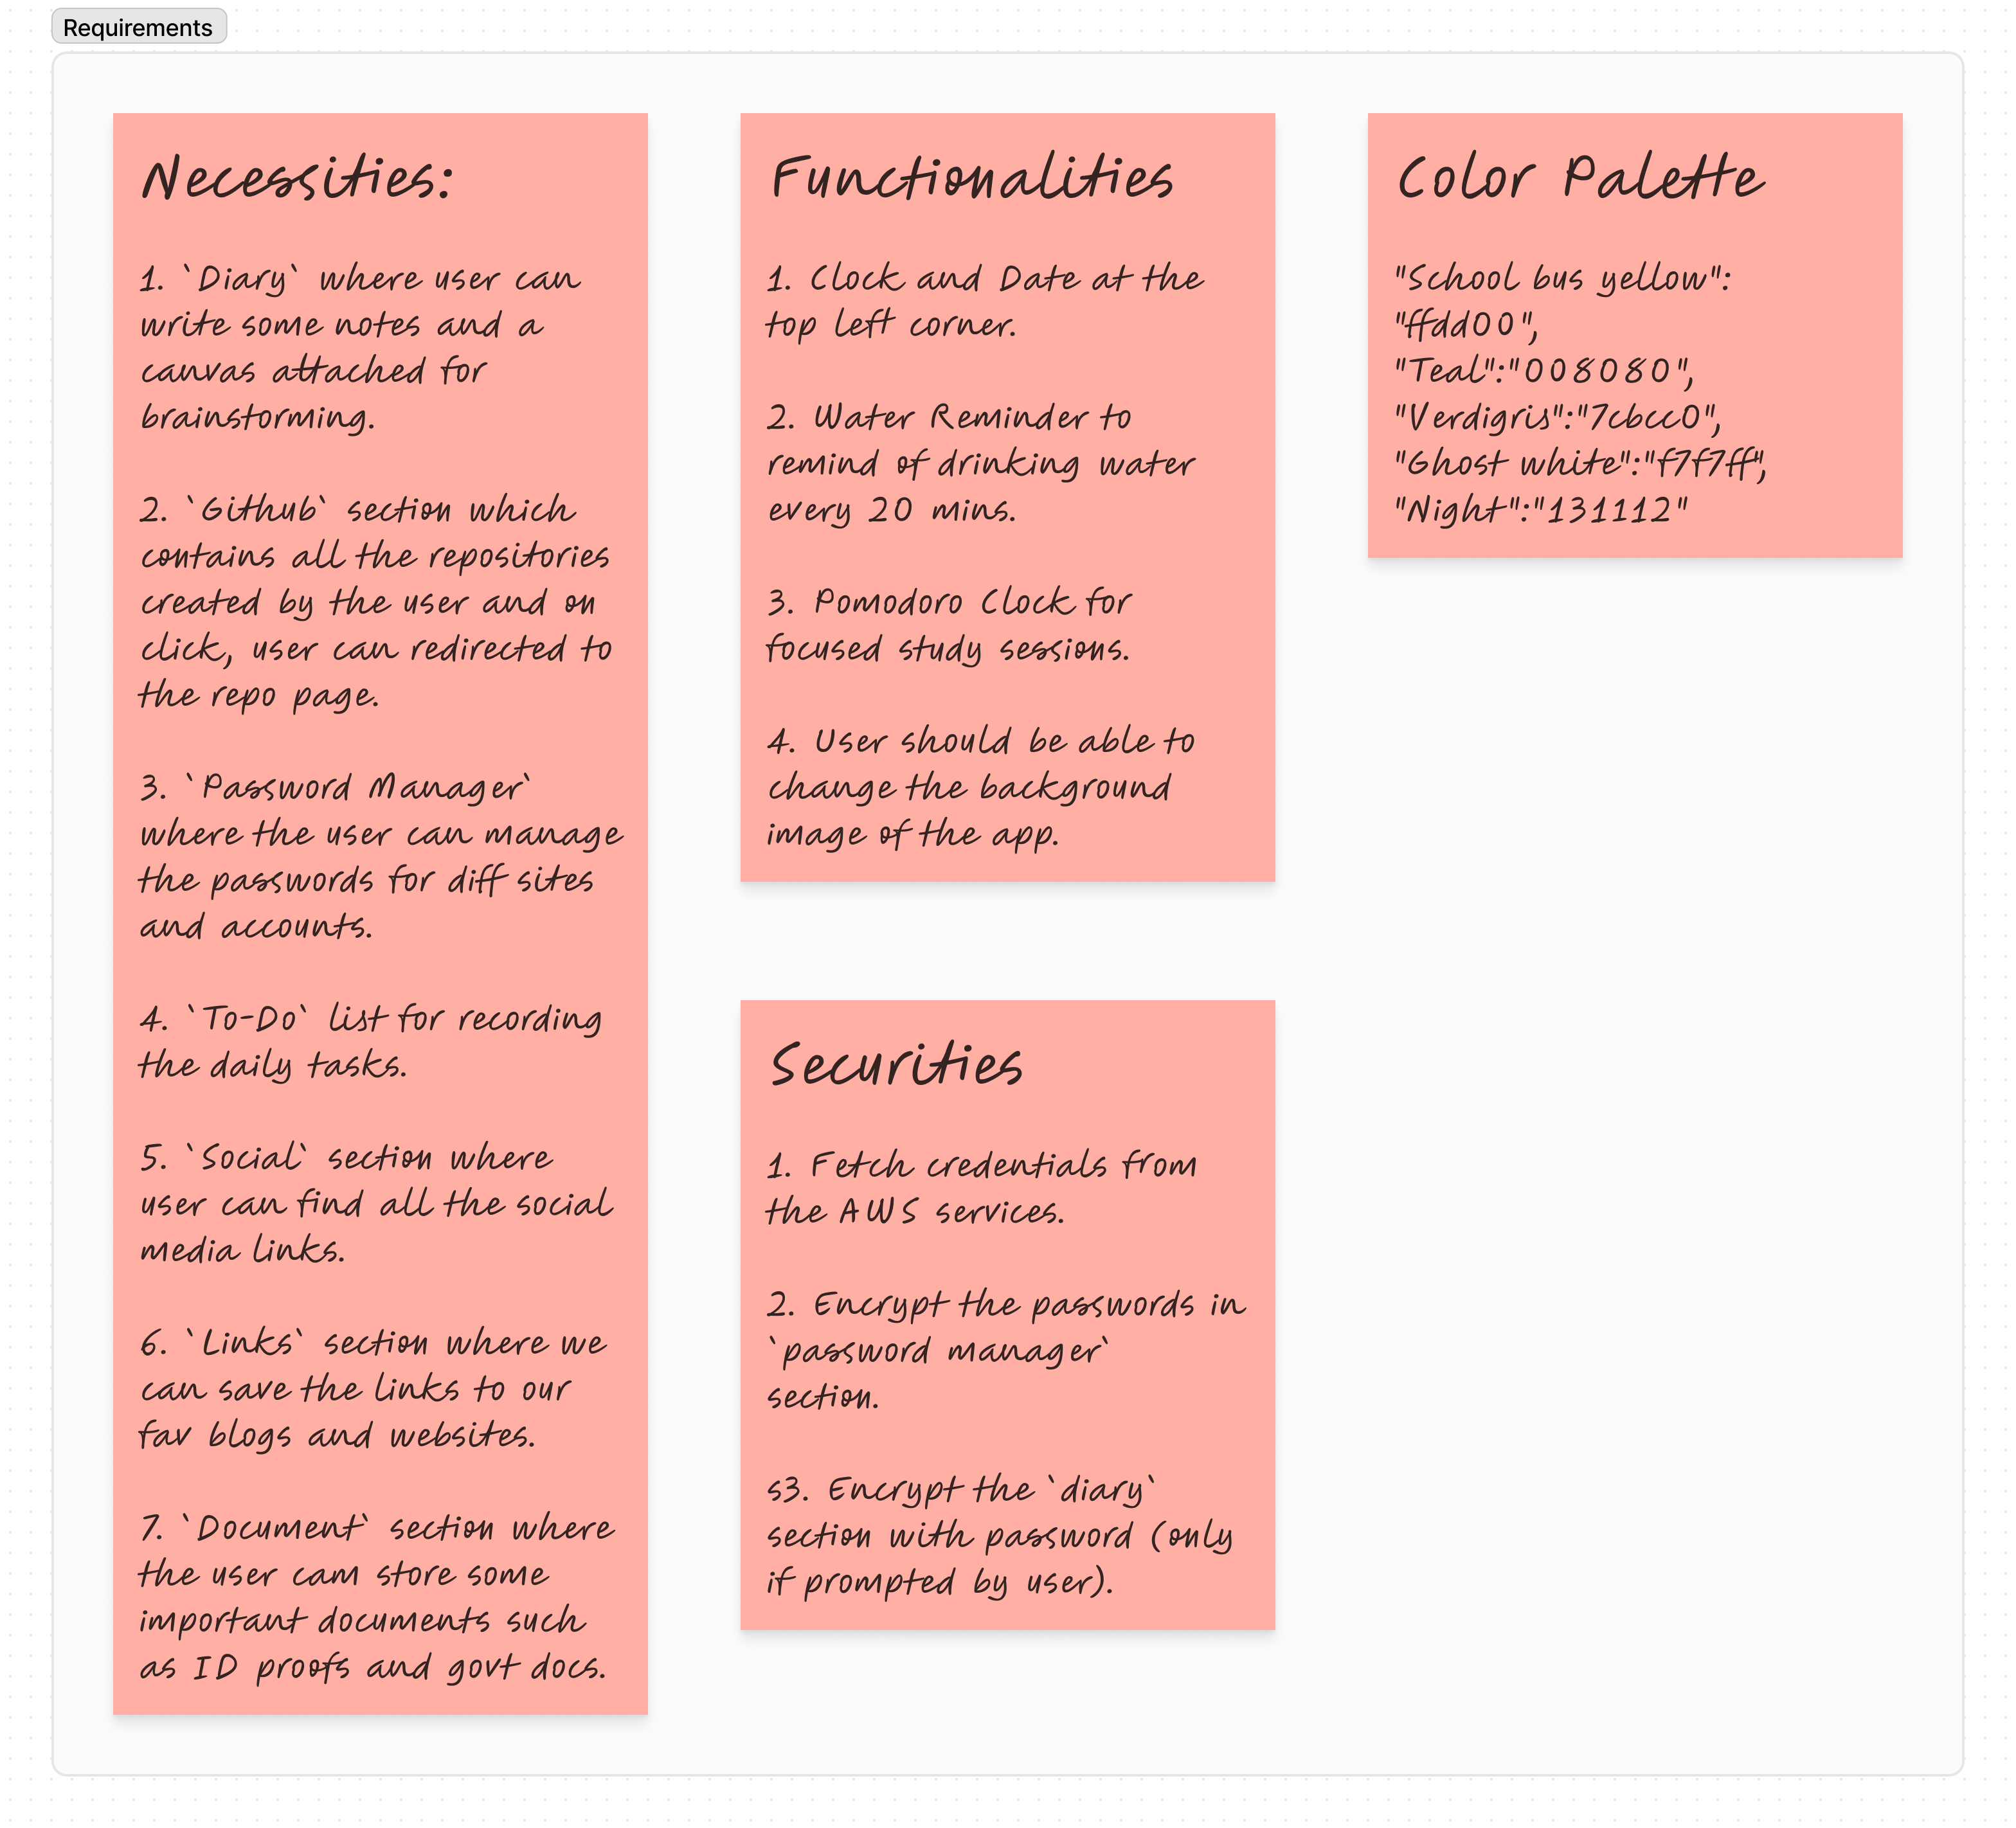 Requirements
Necessities:
1. `Diary` where user can
write some notes and a
canvas attached for
brainstorming.
2. `Github` section which
contains all the repositories
created by the user and on
click, user can redirected to
the repo page.
3. `Password Manager`
where the user can manage
the passwords for diff sites
and accounts.
4. `To-Do` list for recording
the daily tasks.
5. `Social` section where
user can find all the social
media links.
6. `Links` section where we
can save the links to our
fav blogs and websites.
7. `Document` section where
the user cam store some
important documents such
as ID proofs and govt docs.
Functionalities
1. Clock and Date at the
top left corner.
2. Water Reminder to
remind of drinking water
every 20 mins.
3. Pomodoro Clock for
focused study sessions.
4. User should be able to
change the background
image of the app.
Securities
1. Fetch credentials from
the AWS services.
2. Encrypt the passwords in
`password manager`
section.
s3. Encrypt the `diary`
section with password (only
if prompted by user).
Color Palette
"School bus yellow":
"ffdd00",
"Teal":"008080",
"Verdigris":"7cbcc0",
"Ghost white":"f7f7ff",
"Night":"131112"